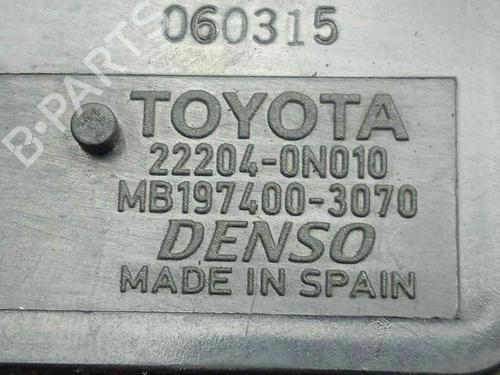 060315
TOYOTA
22204-0N010
MB197400-3070
DENSO
MADE IN SPAIN
B-PARTS